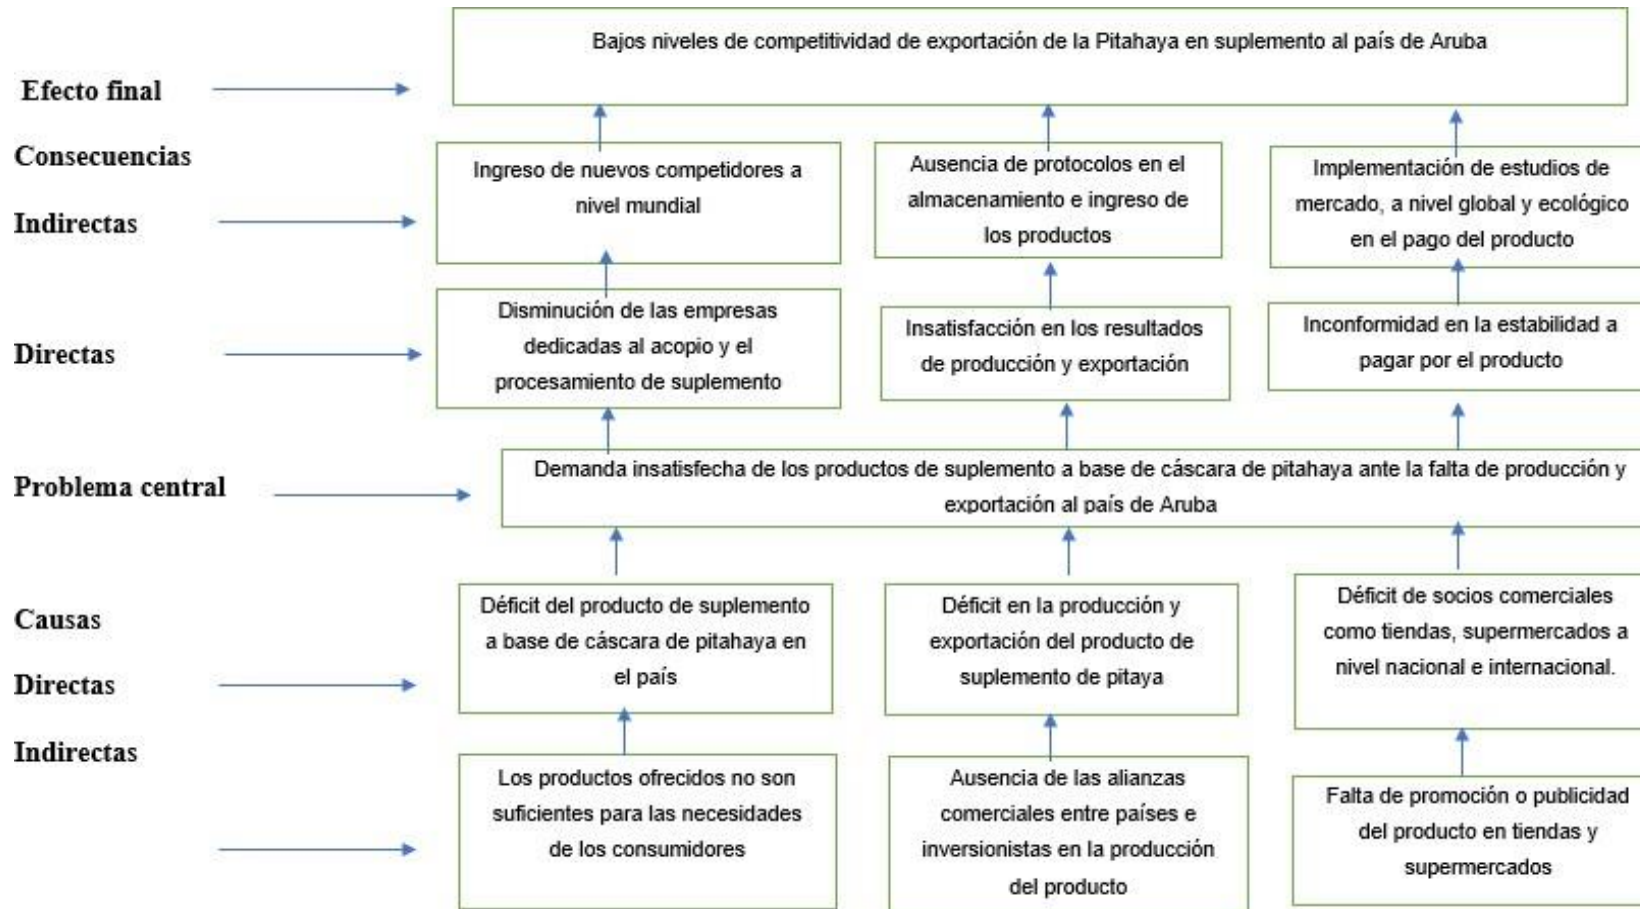 Bajos niveles de competitividad de exportación de la Pitahaya en suplemento al país de Aruba
Efecto final
Consecuencias
Indirectas
Ingreso de nuevos competidores a
nivel mundial
Ausencia de protocolos en el
almacenamiento e ingreso de
los productos
Implementación de estudios de
mercado, a nivel global y ecológico
en el pago del producto
Directas
Disminución de las empresas
dedicadas al acopio y el
procesamiento de suplemento
Insatisfacción en los resultados
de producción y exportación
Inconformidad en la estabilidad a
pagar por el producto
Problema central
Demanda insatisfecha de los productos de suplemento a base de cáscara de pitahaya ante la falta de producción y
exportación al país de Aruba
Causas
Directas
Déficit del producto de suplemento
a base de cáscara de pitahaya en
el país
Déficit en la producción y
exportación del producto de
suplemento de pitaya
Déficit de socios comerciales
como tiendas, supermercados a
nivel nacional e internacional.
Indirectas
Los productos ofrecidos no son
suficientes para las necesidades
de los consumidores
Ausencia de las alianzas
comerciales entre países e
inversionistas en la producción
del producto
Falta de promoción o publicidad
del producto en tiendas y
supermercados